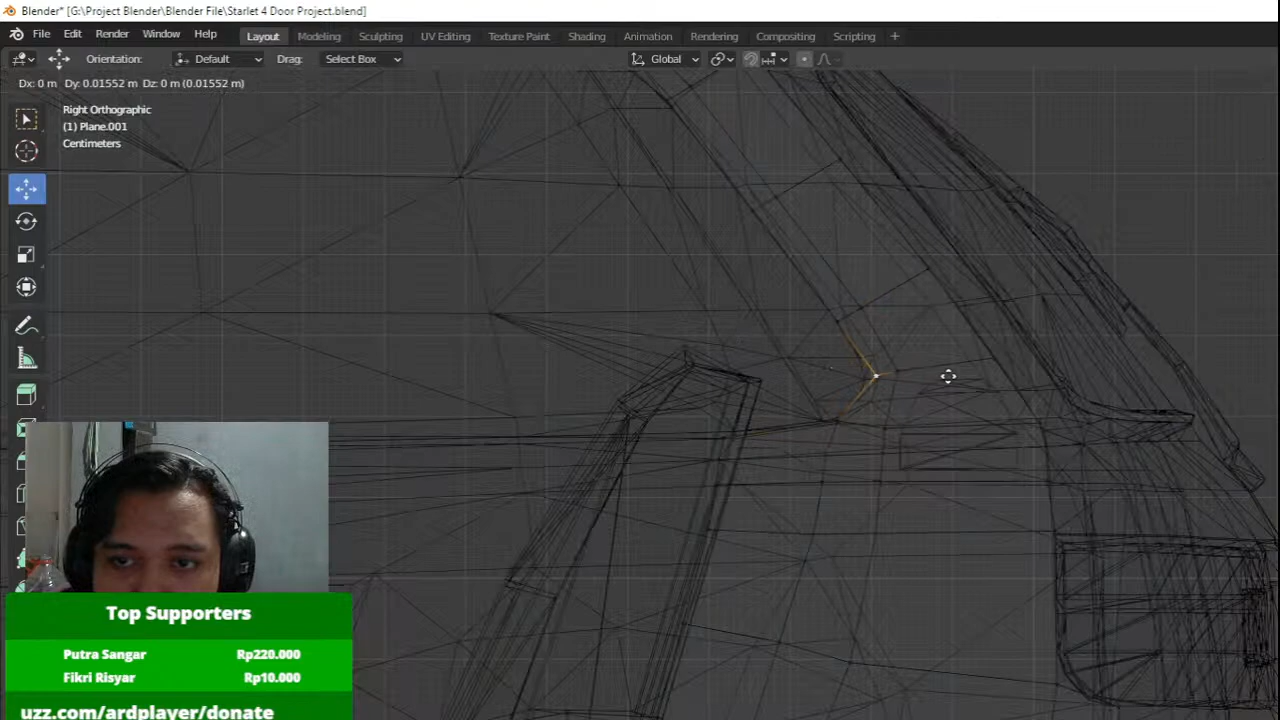 Blender* [G:\Project Blender\Blender File\Starlet 4 Door Project.blend]
File Edit Render Window Help Layout Modeling Sculpting UV Editing Texture Paint Shading Animation Rendering Compositing Scripting +
Orientation: Default Drag: Select Box Global
Dx: 0 m Dy: 0.01552 m Dz: 0 m (0.01552 m)
Right Orthographic
(1) Plane.001
Centimeters
Top Supporters
Putra Sangar Rp220.000
Fikri Risyar Rp10.000
uzz.com/ardplayer/donate